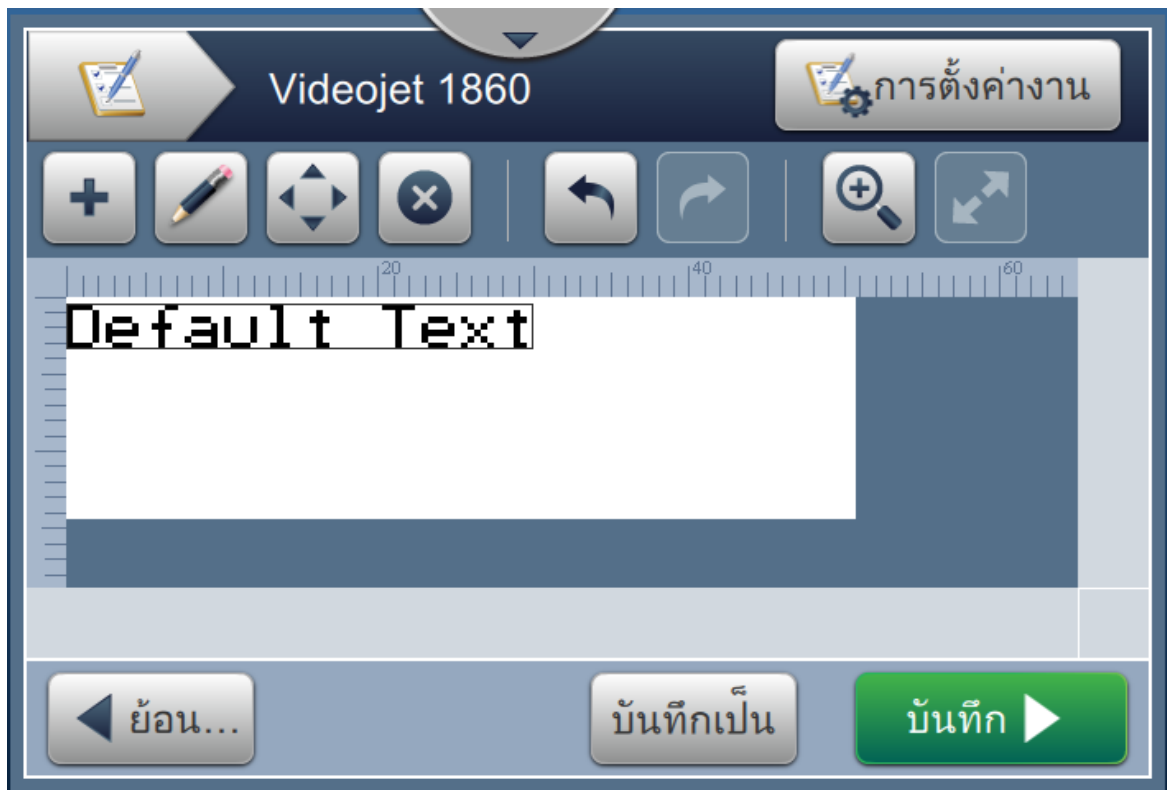 Videojet 1860
การตั้งค่างาน
20 40 60
Default Text
ย้อน...
บันทึกเป็น
บันทึก